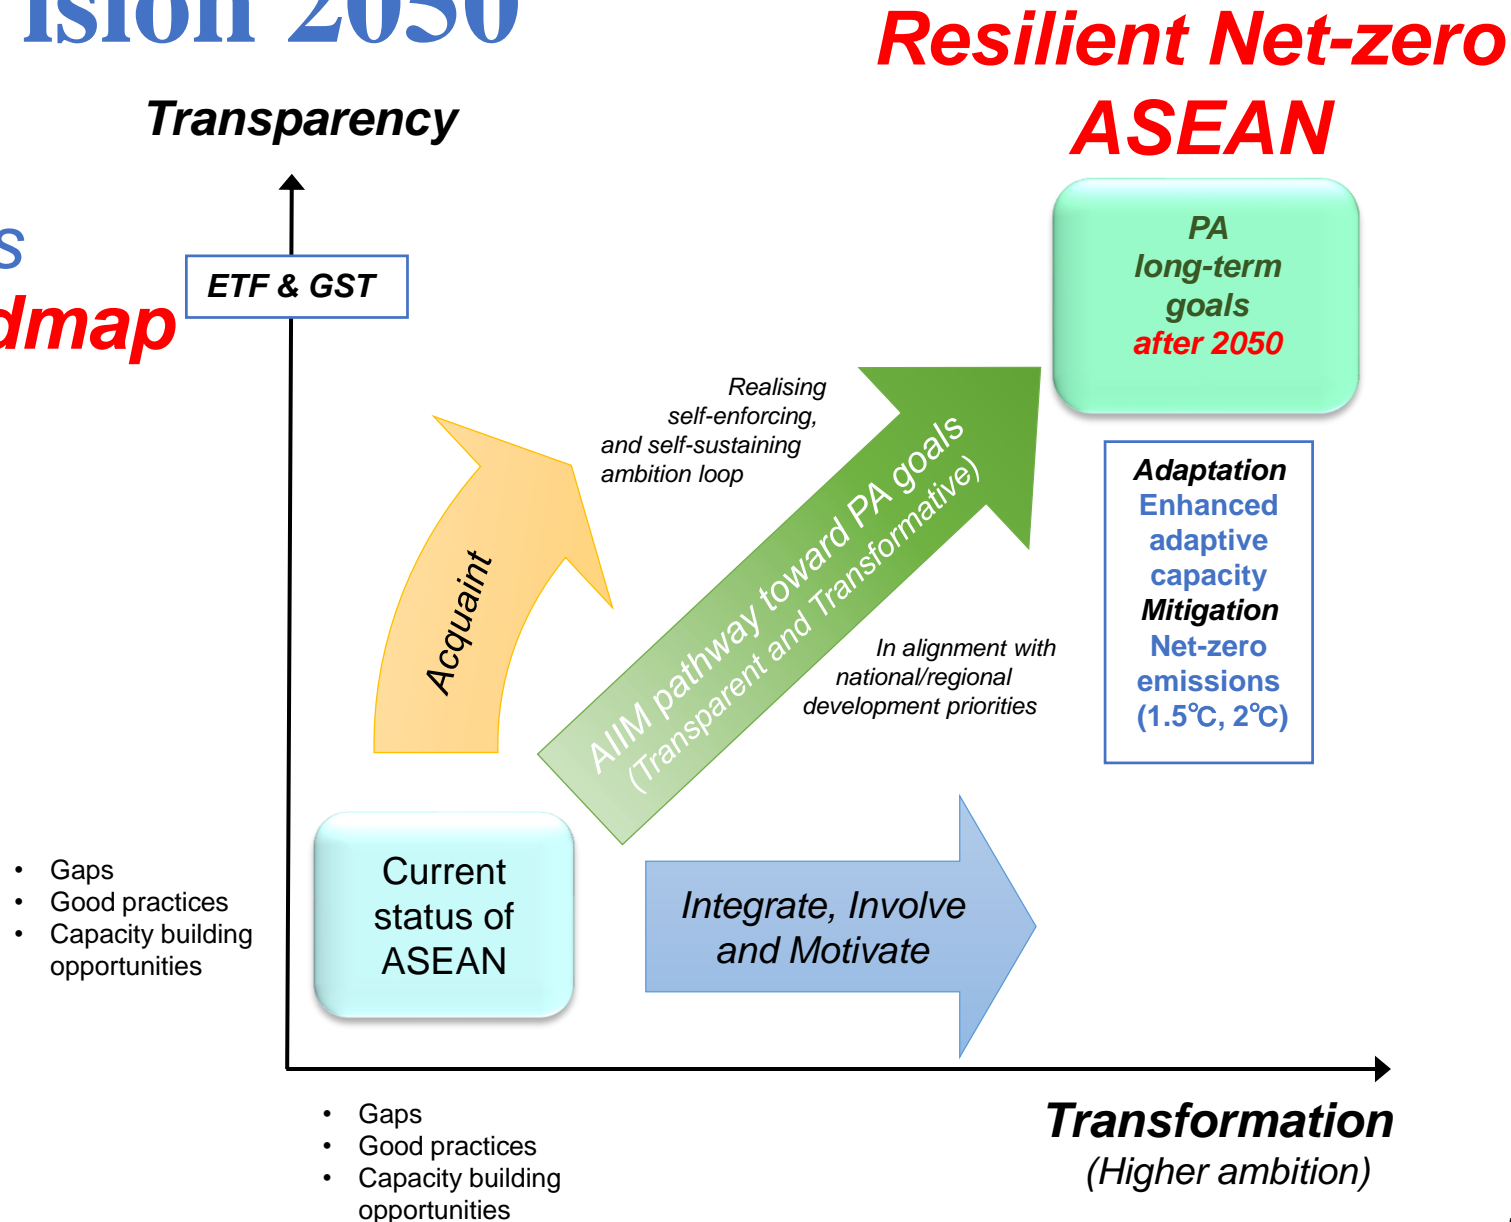 ision 2050
Resilient Net-zero
ASEAN
Transparency
s
dmap
ETF & GST
PA
long-term
goals
after 2050
Realising
self-enforcing,
and self-sustaining
ambition loop
Acquaint
AIIM pathway toward PA goals
(Transparent and Transformative)
In alignment with
national/regional
development priorities
Adaptation
Enhanced
adaptive
capacity
Mitigation
Net-zero
emissions
(1.5℃, 2℃)
Current
status of
ASEAN
Integrate, Involve
and Motivate
• Gaps
• Good practices
• Capacity building
opportunities
• Gaps
• Good practices
• Capacity building
opportunities
Transformation
(Higher ambition)